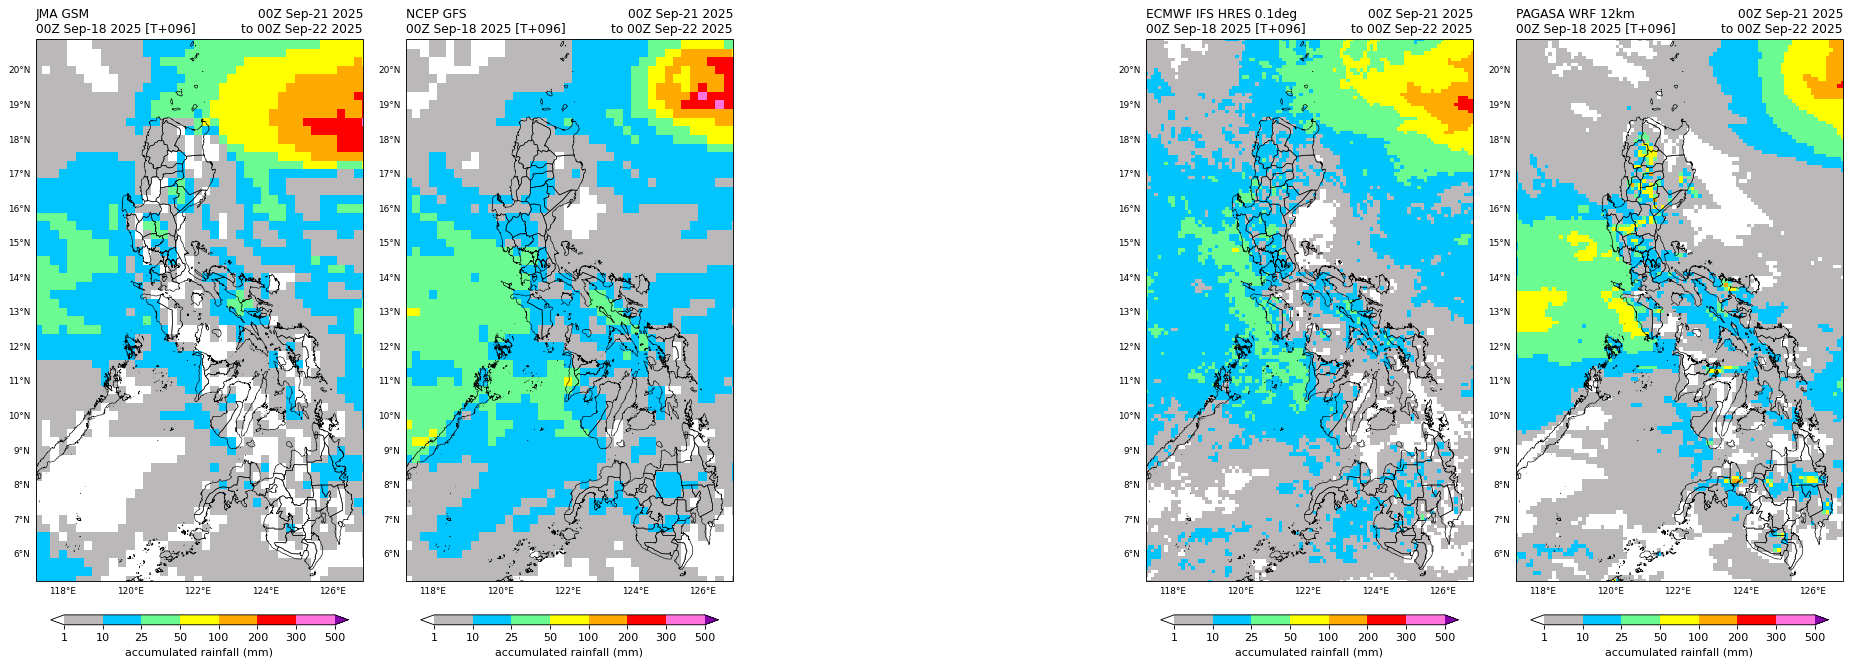 JMA GSM 00Z Sep-21 2025
00Z Sep-18 2025 [T+096] to 00Z Sep-22 2025
20°N
19°N
18°N
17°N
16°N
15°N
14°N
13°N
12°N
11°N
10°N
9°N
8°N
7°N
6°N
118°E 120°E 122°E 124°E 126°E
1 10 25 50 100 200 300 500
accumulated rainfall (mm)
NCEP GFS 00Z Sep-21 2025
00Z Sep-18 2025 [T+096] to 00Z Sep-22 2025
20°N
19°N
18°N
17°N
16°N
15°N
14°N
13°N
12°N
11°N
10°N
9°N
8°N
7°N
6°N
118°E 120°E 122°E 124°E 126°E
1 10 25 50 100 200 300 500
accumulated rainfall (mm)
ECMWF IFS HRES 0.1deg 00Z Sep-21 2025
00Z Sep-18 2025 [T+096] to 00Z Sep-22 2025
20°N
19°N
18°N
17°N
16°N
15°N
14°N
13°N
12°N
11°N
10°N
9°N
8°N
7°N
6°N
118°E 120°E 122°E 124°E 126°E
1 10 25 50 100 200 300 500
accumulated rainfall (mm)
PAGASA WRF 12km 00Z Sep-21 2025
00Z Sep-18 2025 [T+096] to 00Z Sep-22 2025
20°N
19°N
18°N
17°N
16°N
15°N
14°N
13°N
12°N
11°N
10°N
9°N
8°N
7°N
6°N
118°E 120°E 122°E 124°E 126°E
1 10 25 50 100 200 300 500
accumulated rainfall (mm)